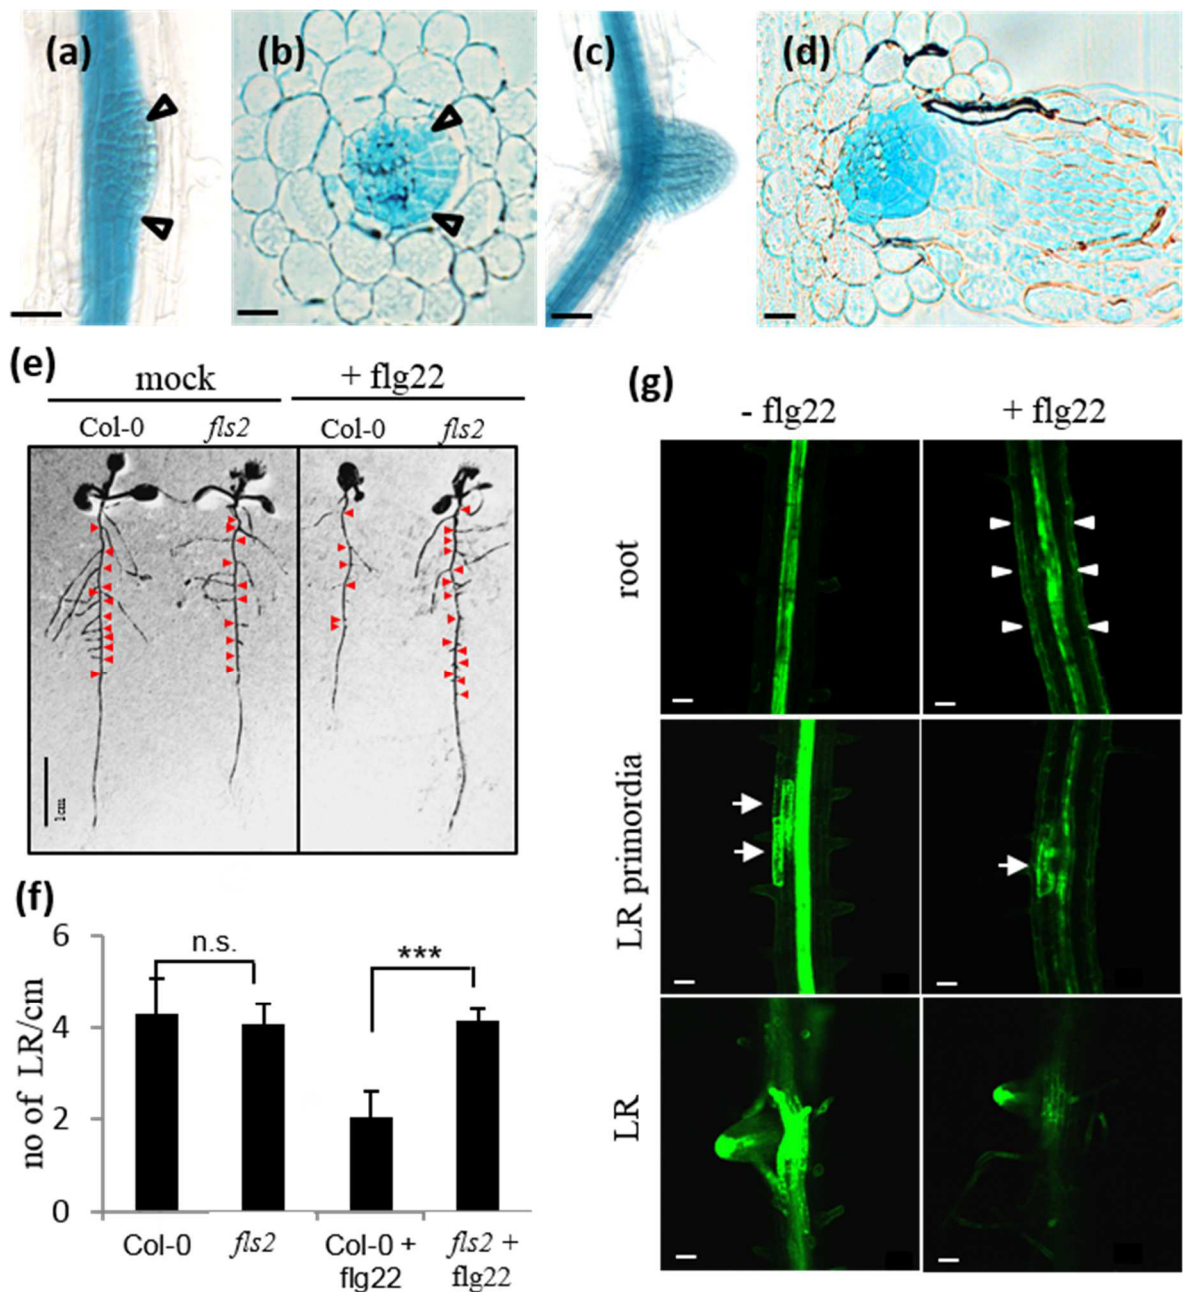 (a)
(b)
(c)
(d)
(e)
mock
+ flg22
Col-0
fls2
Col-0
fls2
1cm
(f)
6
4
2
0
no of LR/cm
n.s.
***
Col-0
fls2
Col-0 +
flg22
fls2 +
flg22
(g)
- flg22
+ flg22
root
LR primordia
LR